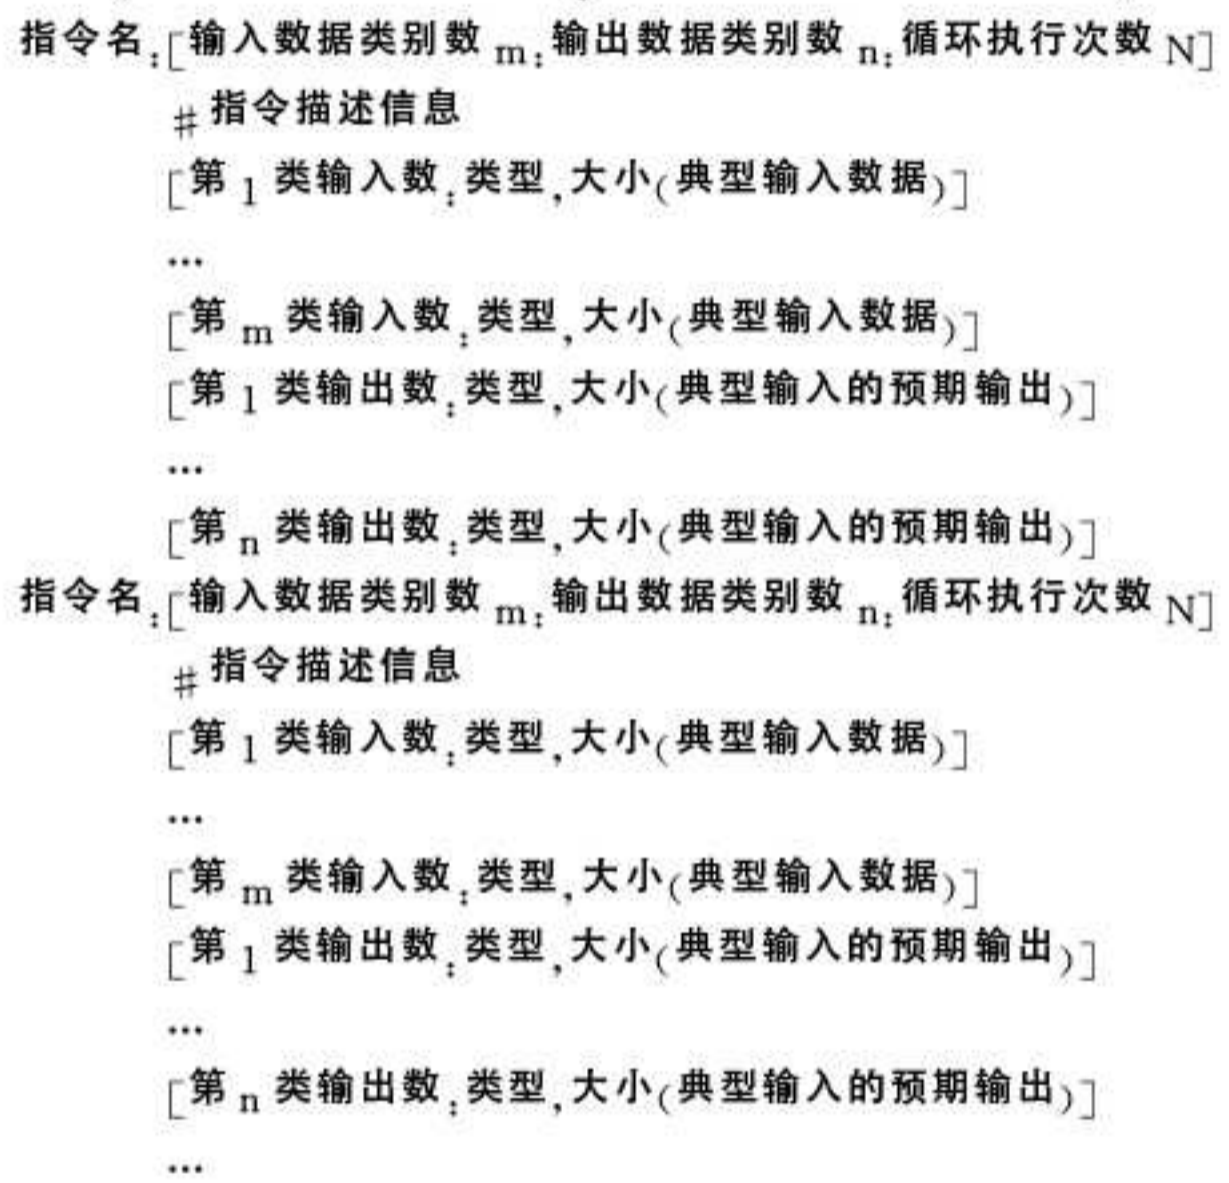 指令名:[输入数据类别数 m:输出数据类别数 n:循环执行次数 N]
#指令描述信息
[第 1 类输入数:类型,大小(典型输入数据)]
...
[第 m 类输入数:类型,大小(典型输入数据)]
[第 1 类输出数:类型,大小(典型输入的预期输出)]
...
[第 n 类输出数:类型,大小(典型输入的预期输出)]
指令名:[输入数据类别数 m:输出数据类别数 n:循环执行次数 N]
#指令描述信息
[第 1 类输入数:类型,大小(典型输入数据)]
...
[第 m 类输入数:类型,大小(典型输入数据)]
[第 1 类输出数:类型,大小(典型输入的预期输出)]
...
[第 n 类输出数:类型,大小(典型输入的预期输出)]
...